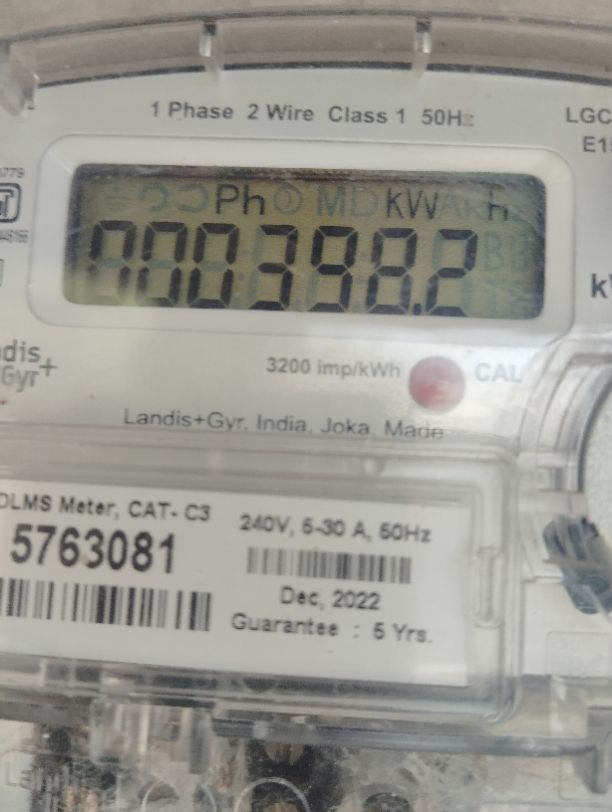 1 Phase 2 Wire Class 1 50Hz
LGC
E15
Ph MD kW h
000398.2
3200 imp/kWh CAL
Landis+Gyr, India, Joka, Made
DLMS Meter, CAT- C3
5763081
240V, 5-30 A, 50Hz
Dec, 2022
Guarantee : 5 Yrs.